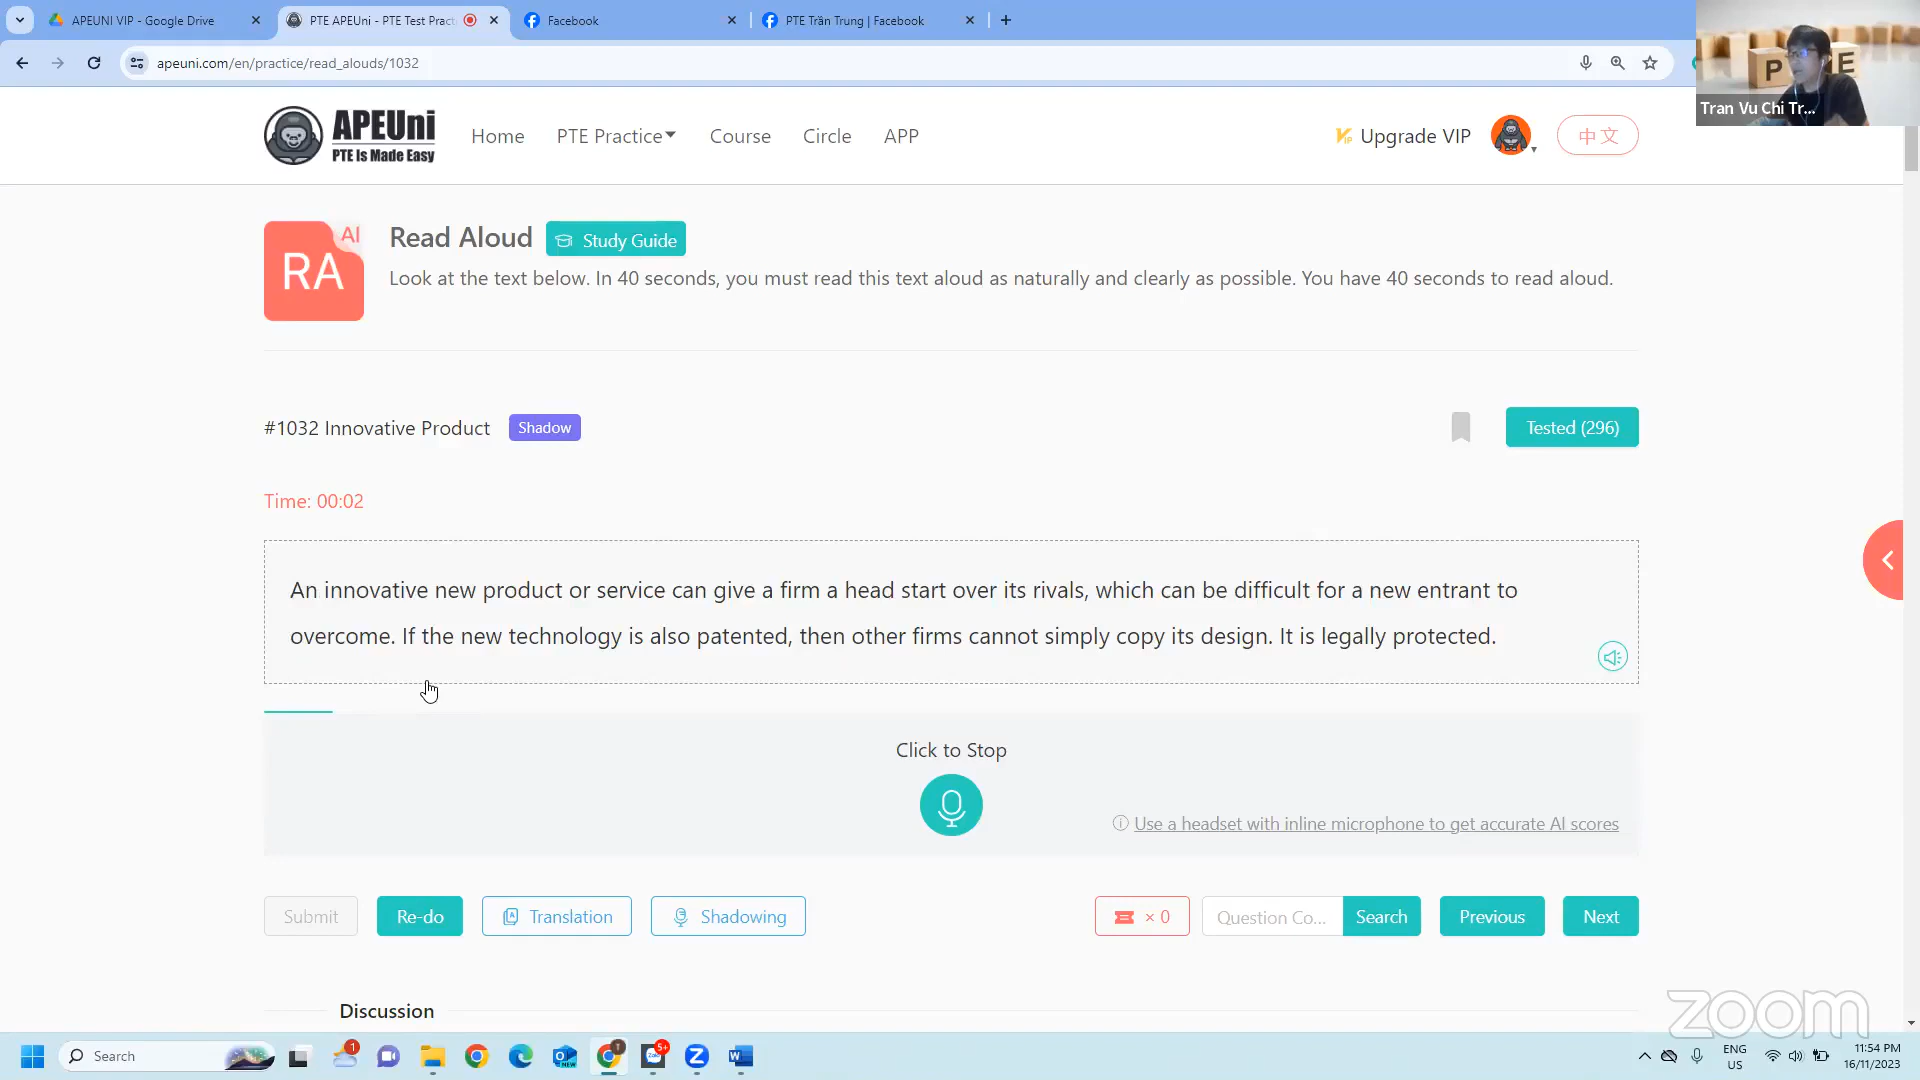 APEUNI VIP - Google Drive
PTE APEUni - PTE Test Pract
Facebook
PTE Trần Trung | Facebook
apeuni.com/en/practice/read_alouds/1032
P
E
Tran Vu Chi Tr...
APEUni
PTE Is Made Easy
Home
PTE Practice
Course
Circle
APP
VIP
Upgrade VIP
中文
RA
AI
Read Aloud
Study Guide
Look at the text below. In 40 seconds, you must read this text aloud as naturally and clearly as possible. You have 40 seconds to read aloud.
#1032 Innovative Product
Shadow
Tested (296)
Time: 00:02
An innovative new product or service can give a firm a head start over its rivals, which can be difficult for a new entrant to
overcome. If the new technology is also patented, then other firms cannot simply copy its design. It is legally protected.
Click to Stop
Use a headset with inline microphone to get accurate AI scores
Submit
Re-do
Translation
Shadowing
× 0
Question Co...
Search
Previous
Next
Discussion
zoom
Search
1
NEW
1
Zalo
5+
Z
W
ENG
US
11:54 PM
16/11/2023